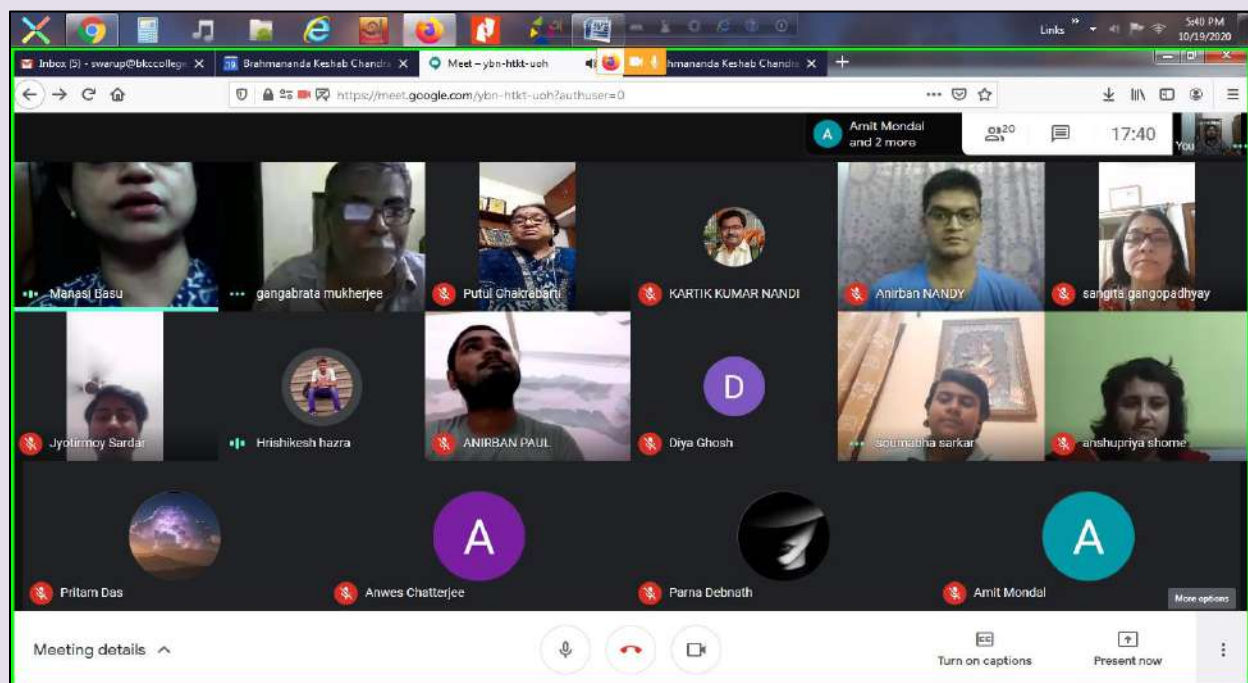 Links
5:40 PM
10/19/2020
Inbox (5) - swarup@bkccolleg
Brahmananda Keshab Chandra
Meet – ybn-htkt-uoh
hmananda Keshab Chandra
https://meet.google.com/ybn-htkt-uoh?authuser=0
A
Amit Mondal
and 2 more
20
17:40
You
Manasi Basu
gangabrata mukherjee
Putul Chakrabarti
KARTIK KUMAR NANDI
Anirban NANDY
sangita gangopadhyay
Jyotirmoy Sardar
Hrishikesh hazra
ANIRBAN PAUL
D
Diya Ghosh
soumabha sarkar
anshupriya shome
A
A
Pritam Das
Anwes Chatterjee
Parna Debnath
Amit Mondal
More options
Meeting details
CC
Turn on captions
Present now